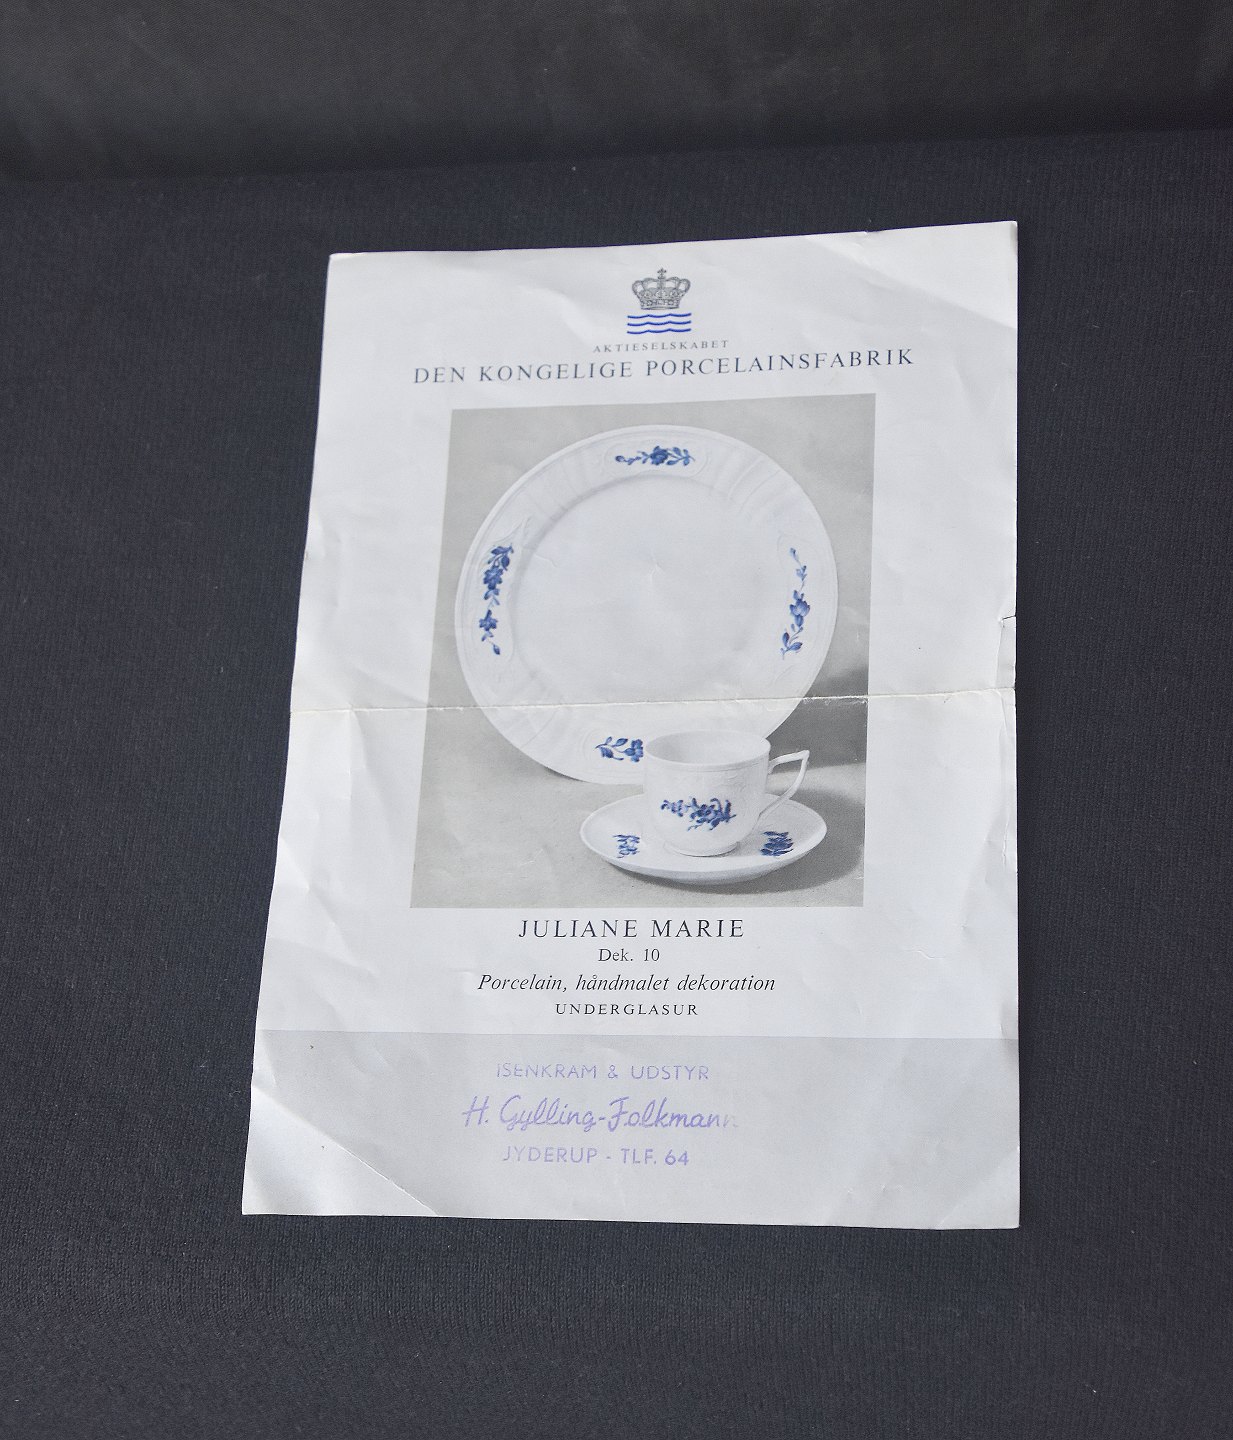 AKTIESELSKABET
DEN KONGELIGE PORCELAINSFABRIK
JULIANE MARIE
Dek. 10
Porcelain, håndmalet dekoration
UNDERGLASUR
ISENKRAM & UDSTYR
H. Gylling-Folkmann
JYDERUP - TLF. 64